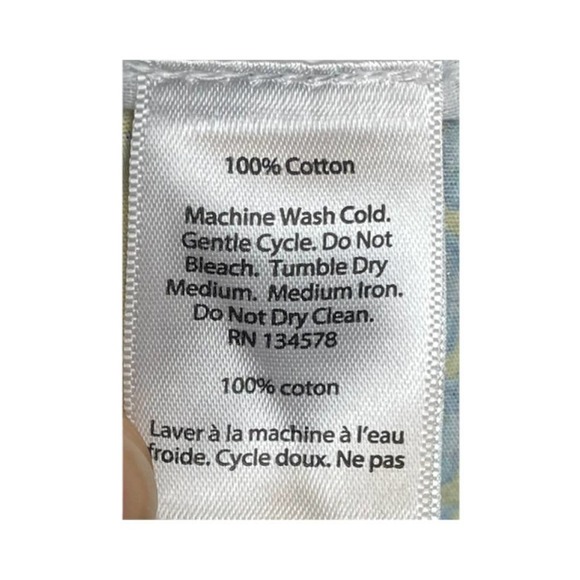 100% Cotton
Machine Wash Cold.
Gentle Cycle. Do Not
Bleach. Tumble Dry
Medium. Medium Iron.
Do Not Dry Clean.
RN 134578
100% coton
Laver à la machine à l'eau
froide. Cycle doux. Ne pas